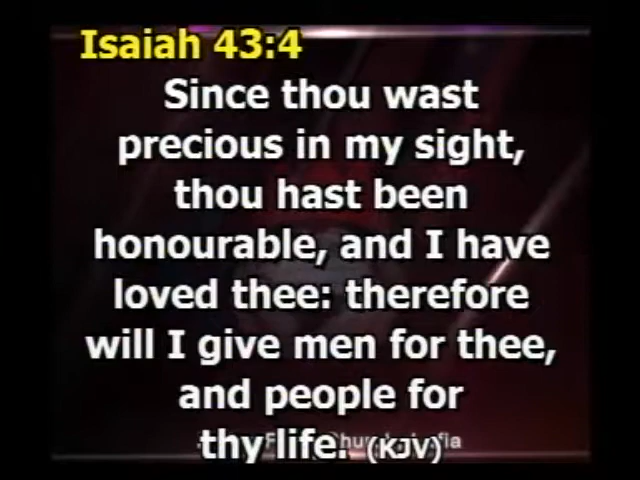 Isaiah 43:4
Since thou wast
precious in my sight,
thou hast been
honourable, and I have
loved thee: therefore
will I give men for thee,
and people for
thy life. (KJV)